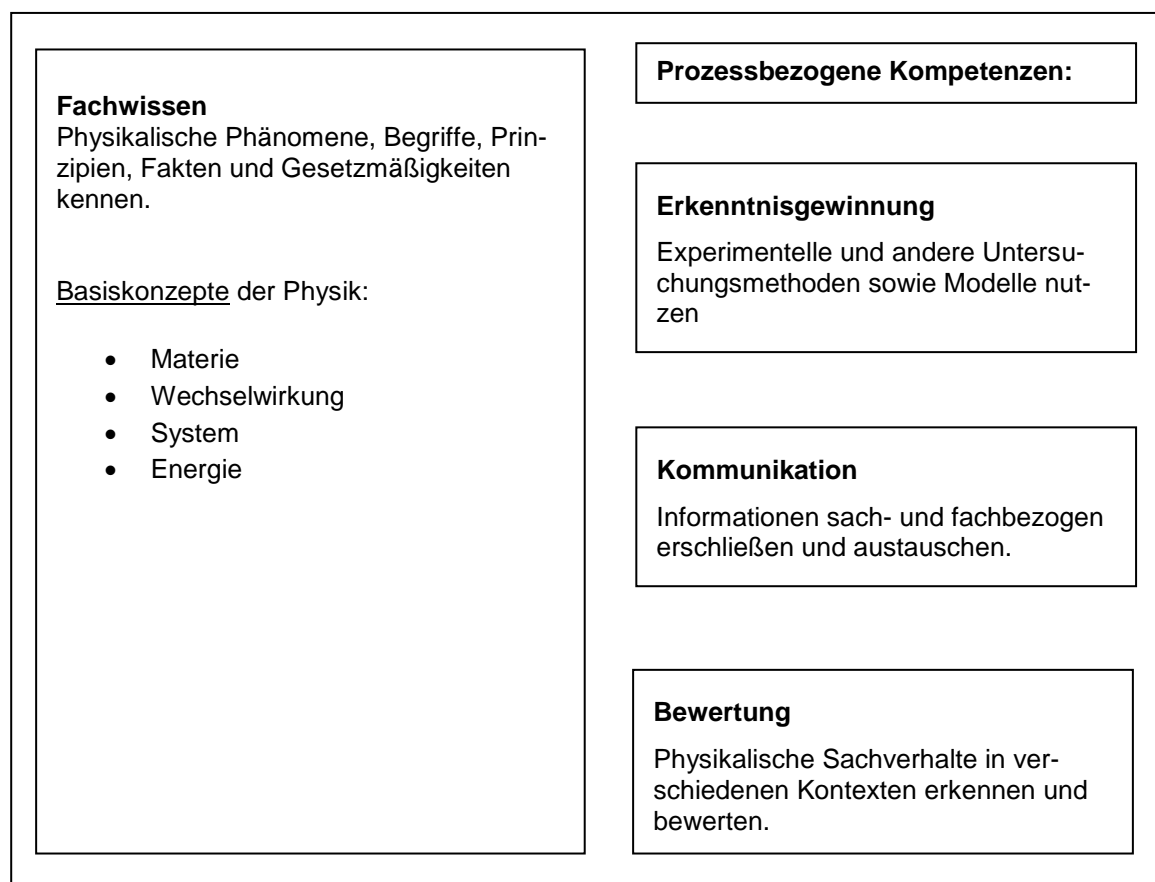 Fachwissen
Physikalische Phänomene, Begriffe, Prin-
zipien, Fakten und Gesetzmäßigkeiten
kennen.
Basiskonzepte der Physik:
• Materie
• Wechselwirkung
• System
• Energie
Prozessbezogene Kompetenzen:
Erkenntnisgewinnung
Experimentelle und andere Untersu-
chungsmethoden sowie Modelle nut-
zen
Kommunikation
Informationen sach- und fachbezogen
erschließen und austauschen.
Bewertung
Physikalische Sachverhalte in ver-
schiedenen Kontexten erkennen und
bewerten.